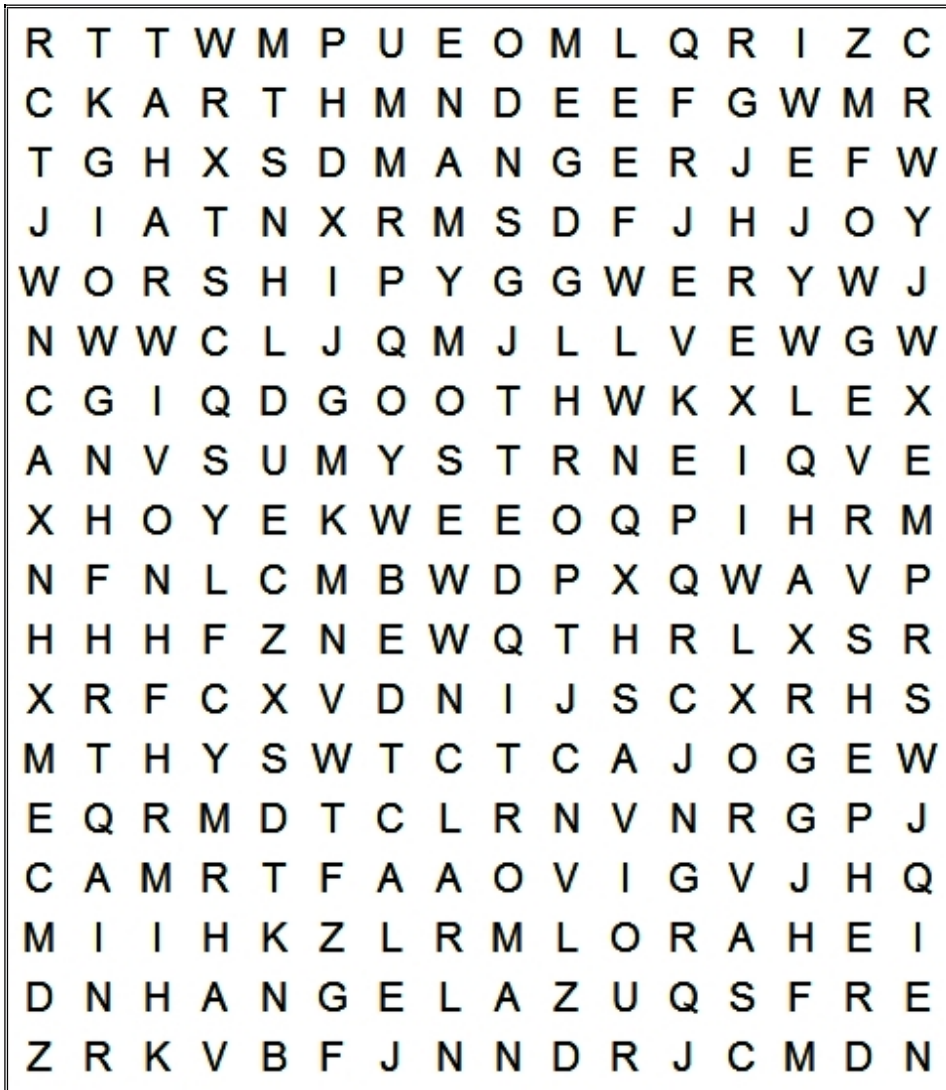 R T T W M P U E O M L Q R I Z C
C K A R T H M N D E E F G W M R
T G H X S D M A N G E R J E F W
J I A T N X R M S D F J H J O Y
W O R S H I P Y G G W E R Y W J
N W W C L J Q M J L L V E W G W
C G I Q D G O O T H W K X L E X
A N V S U M Y S T R N E I Q V E
X H O Y E K W E E O Q P I H R M
N F N L C M B W D P X Q W A V P
H H H F Z N E W Q T H R L X S R
X R F C X V D N I J S C X R H S
M T H Y S W T C T C A J O G E W
E Q R M D T C L R N V N R G P J
C A M R T F A A O V I G V J H Q
M I I H K Z L R M L O R A H E I
D N H A N G E L A Z U Q S F R E
Z R K V B F J N N D R J C M D N